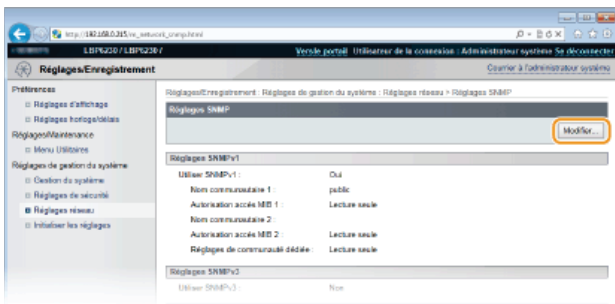 http://192.168.0.215/m_network_snmp.html
LBP6230 / LBP6230 / Vers le portail Utilisateur de la connexion : Administrateur système Se déconnecter
Réglages/Enregistrement Courrier à l'administrateur système
Préférences
Réglages d'affichage
Réglages horloge/délais
Réglages/Maintenance
Menu Utilitaires
Réglages de gestion du système
Gestion du système
Réglages de sécurité
Réglages réseau
Initialiser les réglages
Réglages/Enregistrement : Réglages de gestion du système : Réglages réseau > Réglages SNMP
Réglages SNMP
Modifier...
Réglages SNMPv1
Utiliser SNMPv1 : Oui
Nom communautaire 1 : public
Autorisation accès MIB 1 : Lecture seule
Nom communautaire 2 :
Autorisation accès MIB 2 : Lecture seule
Réglages de communauté dédiée : Lecture seule
Réglages SNMPv3
Utiliser SNMPv3 : Non